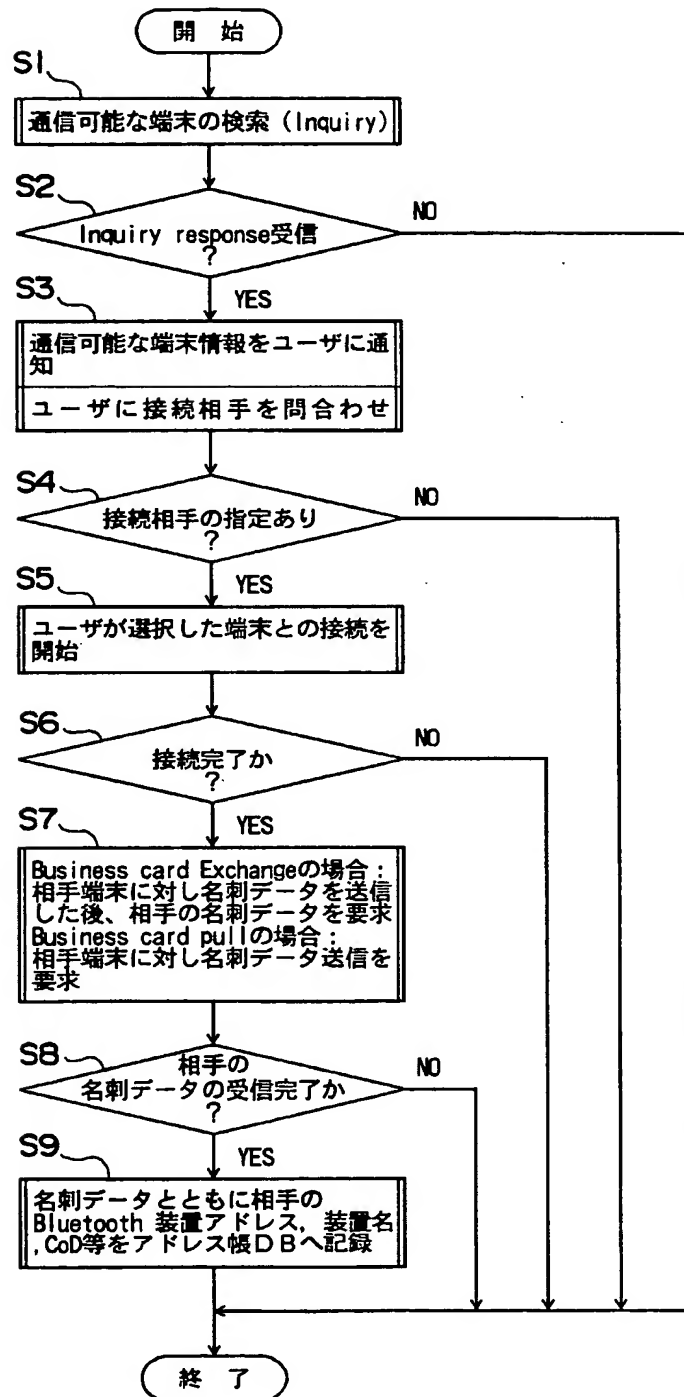 開 始
S1
通信可能な端末の検索（Inquiry）
S2
NO
Inquiry response受信
?
S3
YES
通信可能な端末情報をユーザに通
知
ユーザに接続相手を問合わせ
S4
NO
接続相手の指定あり
?
S5
YES
ユーザが選択した端末との接続を
開始
S6
NO
接続完了か
?
S7
YES
Business card Exchangeの場合：
相手端末に対し名刺データを送信
した後、相手の名刺データを要求
Business card pullの場合：
相手端末に対し名刺データ送信を
要求
S8
相手の
NO
名刺データの受信完了か
?
S9
YES
名刺データとともに相手の
Bluetooth 装置アドレス，装置名
,CoD等をアドレス帳DBへ記録
終 了